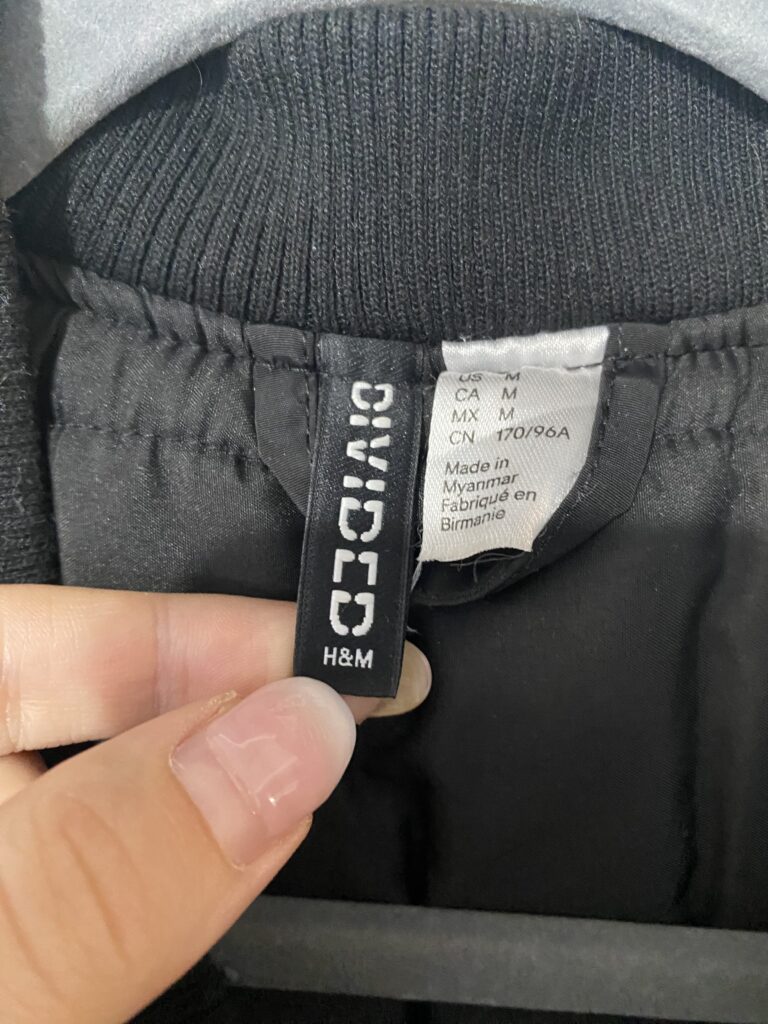 DIVIDED
H&M
US M
CA M
MX M
CN 170/96A
Made in
Myanmar
Fabriqué en
Birmanie